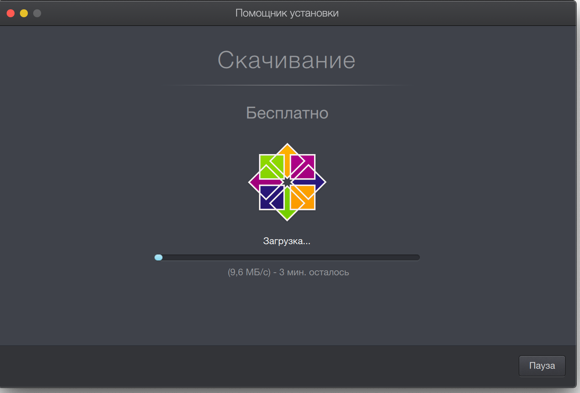 Помощник установки
Скачивание
Бесплатно
Загрузка...
(9,6 МБ/с) - 3 мин. осталось
Пауза